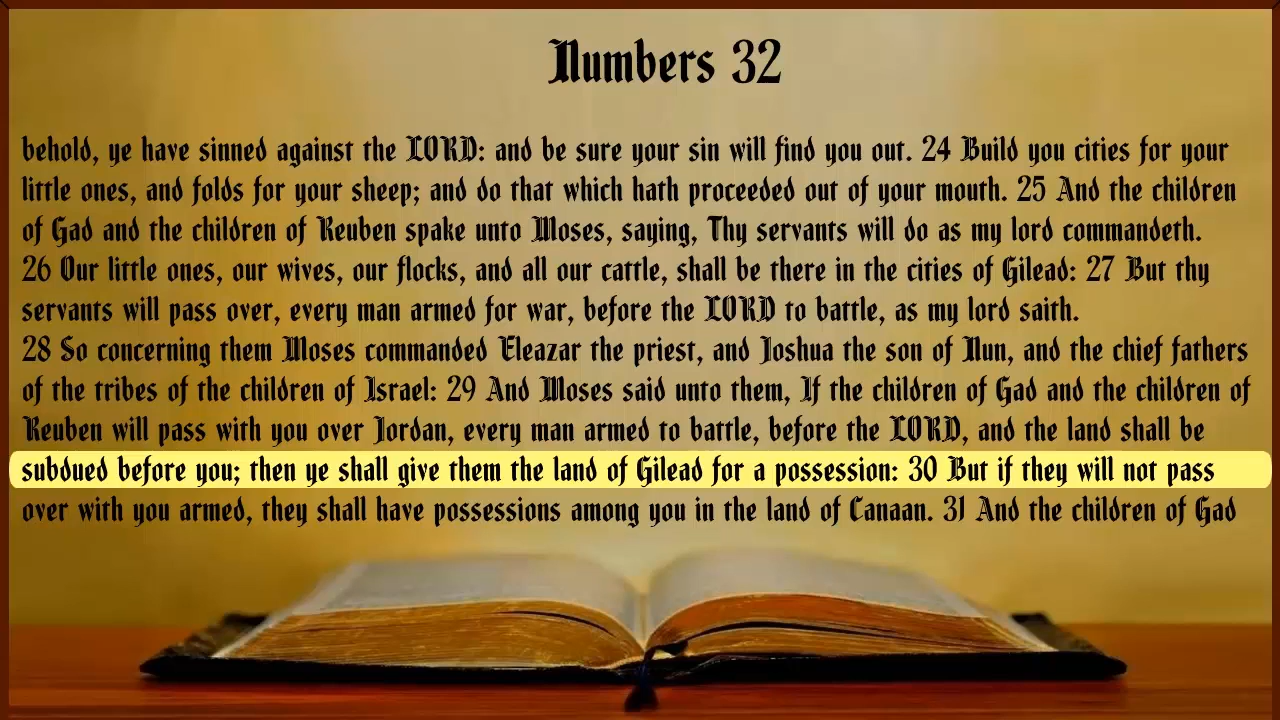 Numbers 32
behold, ye have sinned against the LORD: and be sure your sin will find you out. 24 Build you cities for your
little ones, and folds for your sheep; and do that which hath proceeded out of your mouth. 25 And the children
of Gad and the children of Reuben spake unto Moses, saying, Thy servants will do as my lord commandeth.
26 Our little ones, our wives, our flocks, and all our cattle, shall be there in the cities of Gilead: 27 But thy
servants will pass over, every man armed for war, before the LORD to battle, as my lord saith.
28 So concerning them Moses commanded Eleazar the priest, and Joshua the son of Nun, and the chief fathers
of the tribes of the children of Israel: 29 And Moses said unto them, If the children of Gad and the children of
Reuben will pass with you over Jordan, every man armed to battle, before the LORD, and the land shall be
subdued before you; then ye shall give them the land of Gilead for a possession: 30 But if they will not pass
over with you armed, they shall have possessions among you in the land of Canaan. 31 And the children of Gad